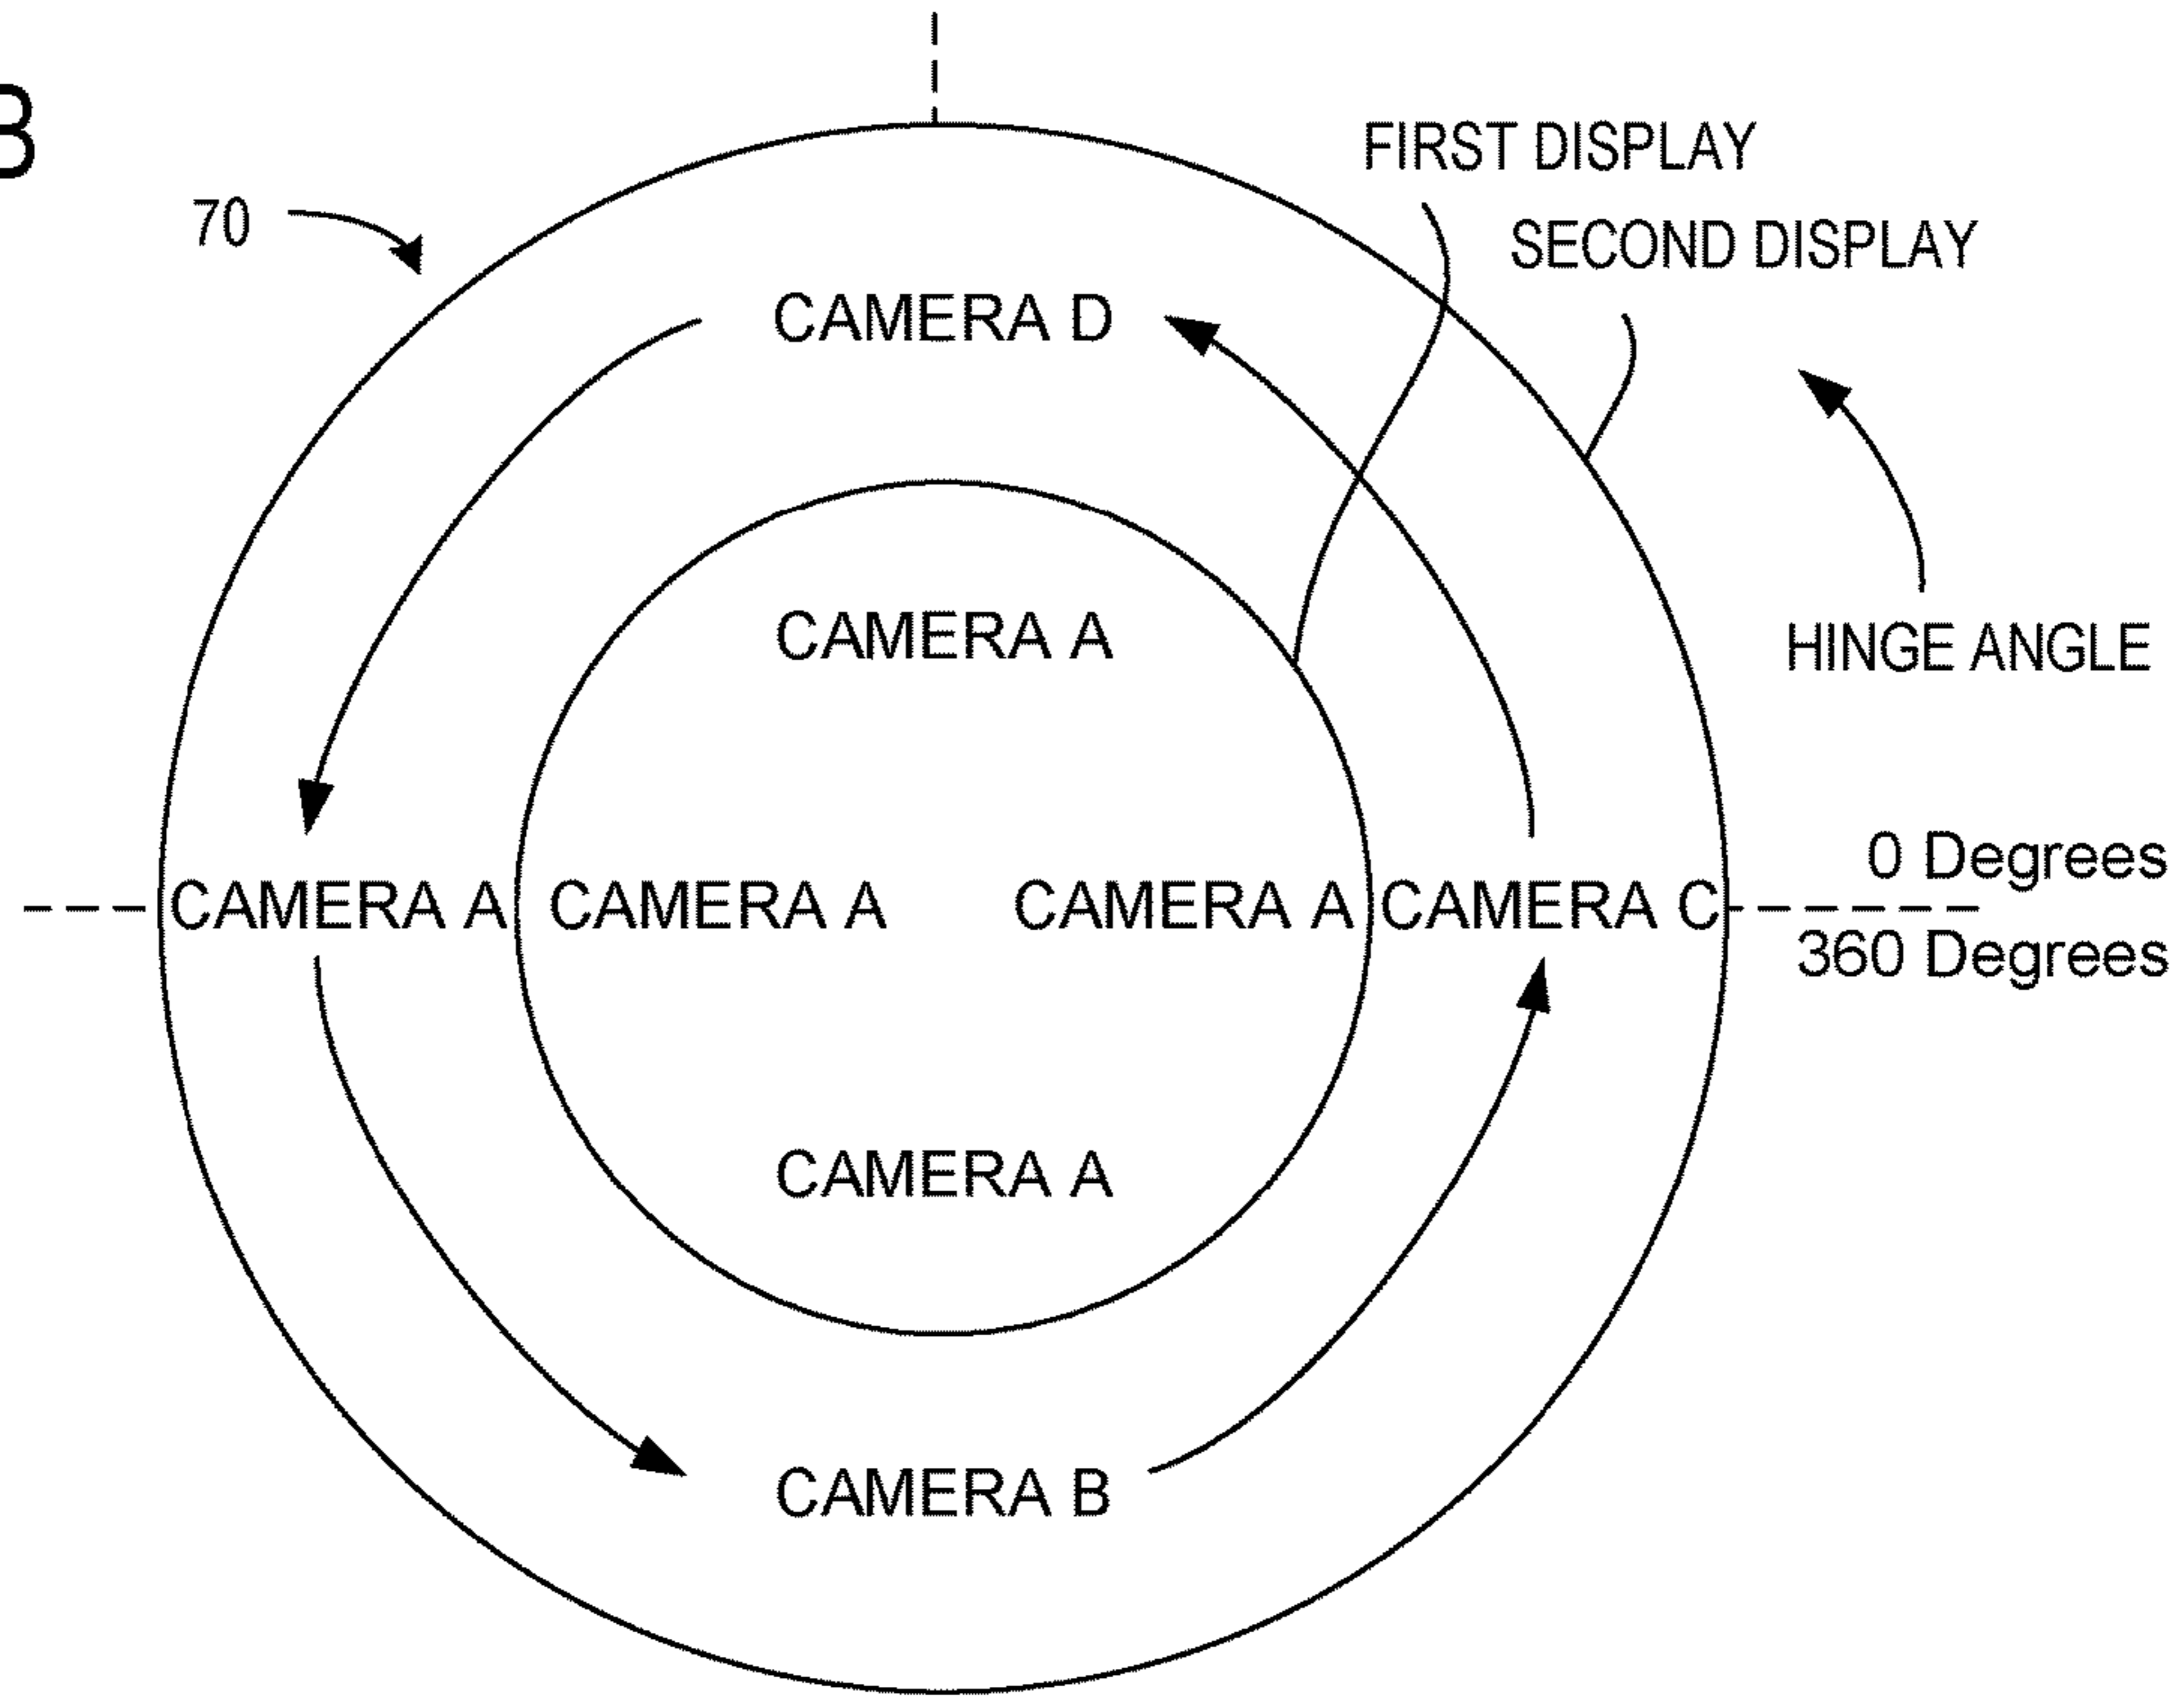 B
FIRST DISPLAY
70
SECOND DISPLAY
CAMERA D
CAMERA A
HINGE ANGLE
0 Degrees
CAMERA A CAMERA A CAMERA A CAMERA C
360 Degrees
CAMERA A
CAMERA B